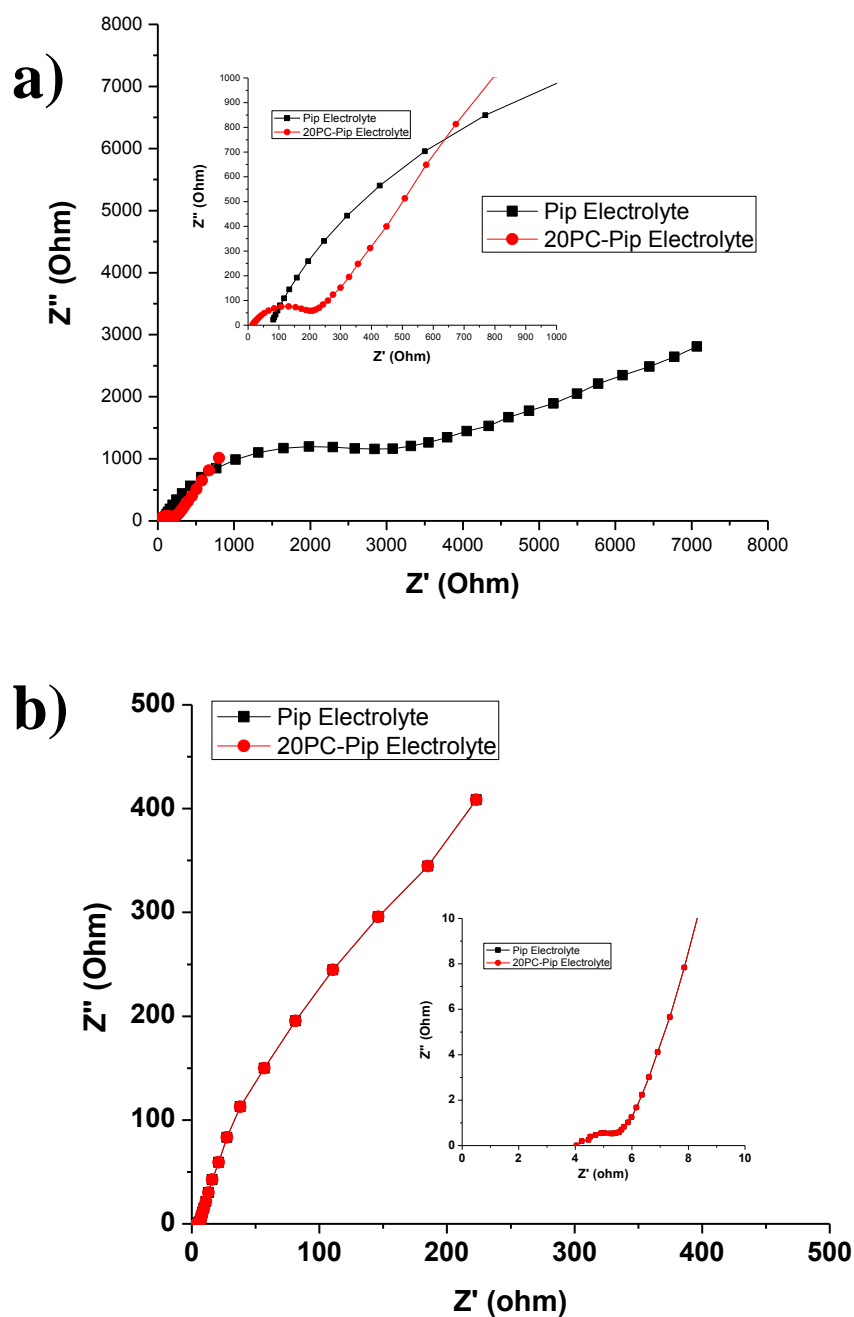 a)
8000
7000
6000
5000
4000
3000
2000
1000
0
Z'' (Ohm)
0 1000 2000 3000 4000 5000 6000 7000 8000
Z' (Ohm)
Pip Electrolyte
20PC-Pip Electrolyte
1000
900
800
700
600
500
400
300
200
100
0
Z'' (Ohm)
Pip Electrolyte
20PC-Pip Electrolyte
0 100 200 300 400 500 600 700 800 900 1000
Z' (Ohm)
b)
500
400
300
200
100
0
Z'' (Ohm)
Pip Electrolyte
20PC-Pip Electrolyte
0 100 200 300 400 500
Z' (ohm)
10
8
6
4
2
0
Z'' (Ohm)
Pip Electrolyte
20PC-Pip Electrolyte
0 2 4 6 8 10
Z' (ohm)